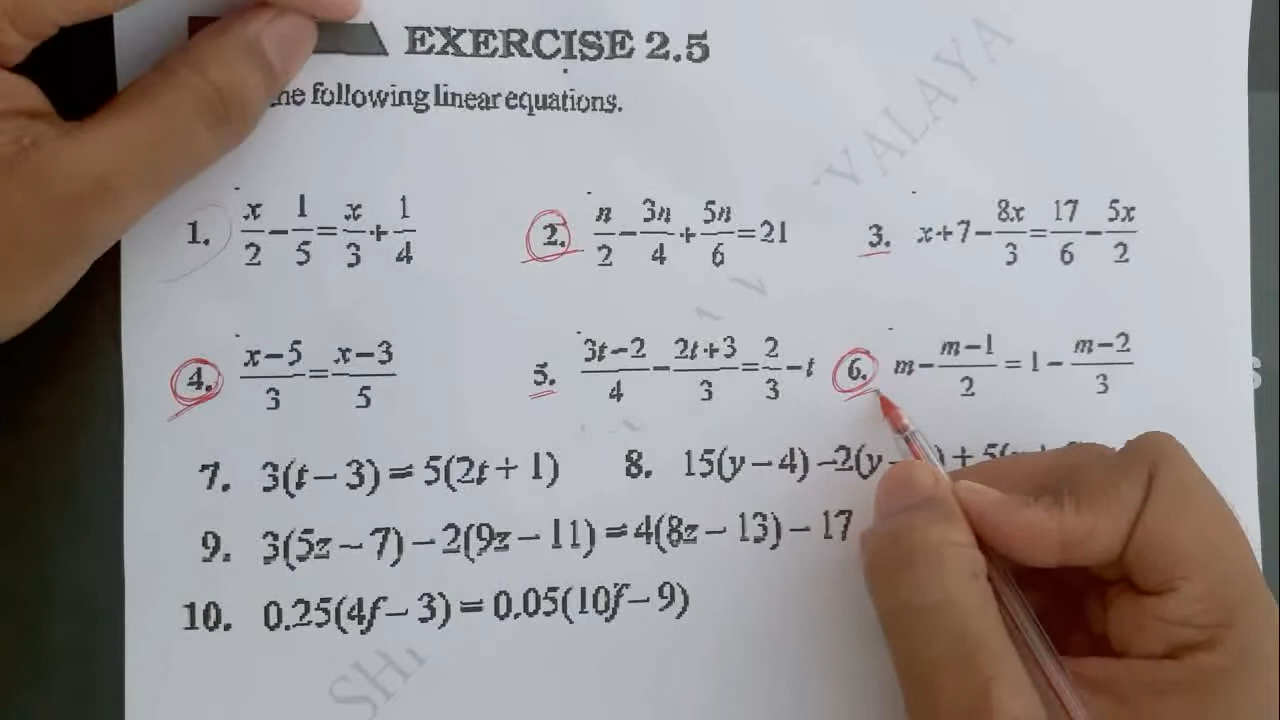 EXERCISE 2.5
following linear equations.
1. x/2 − 1/5 = x/3 + 1/4 2. n/2 − 3n/4 + 5n/6 = 21 3. x + 7 − 8x/3 = 17/6 − 5x/2
4. (x − 5)/3 = (x − 3)/5 5. (3t − 2)/4 − (2t + 3)/3 = 2/3 − t 6. m − (m − 1)/2 = 1 − (m − 2)/3
7. 3(t − 3) = 5(2t + 1) 8. 15(y − 4) − 2(y
9. 3(5z − 7) − 2(9z − 11) = 4(8z − 13) − 17
10. 0.25(4f − 3) = 0.05(10f − 9)